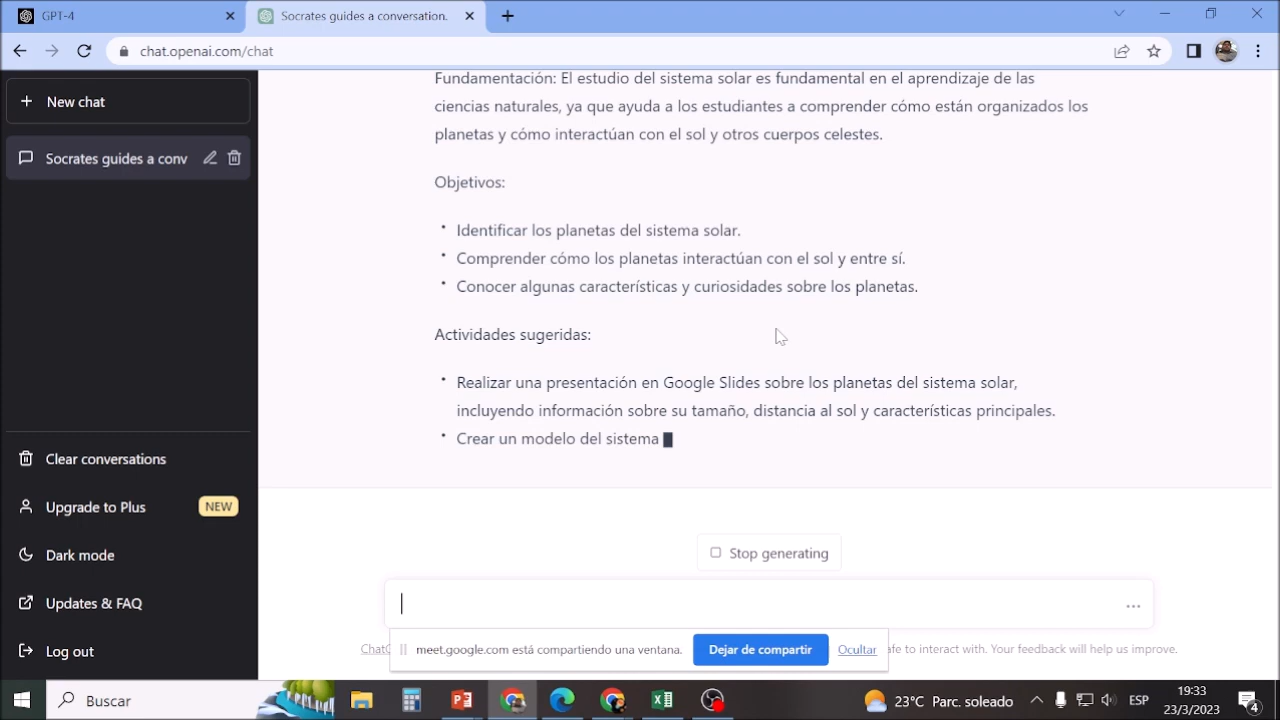 GPT-4
Socrates guides a conversation.
chat.openai.com/chat
New chat
Socrates guides a conv
Clear conversations
Upgrade to Plus
NEW
Dark mode
Updates & FAQ
Log out
Fundamentación: El estudio del sistema solar es fundamental en el aprendizaje de las
ciencias naturales, ya que ayuda a los estudiantes a comprender cómo están organizados los
planetas y cómo interactúan con el sol y otros cuerpos celestes.
Objetivos:
Identificar los planetas del sistema solar.
Comprender cómo los planetas interactúan con el sol y entre sí.
Conocer algunas características y curiosidades sobre los planetas.
Actividades sugeridas:
Realizar una presentación en Google Slides sobre los planetas del sistema solar,
incluyendo información sobre su tamaño, distancia al sol y características principales.
Crear un modelo del sistema
Stop generating
meet.google.com está compartiendo una ventana.
Dejar de compartir
Ocultar
to interact with. Your feedback will help us improve.
Buscar
23°C Parc. soleado
ESP
19:33
23/3/2023
4